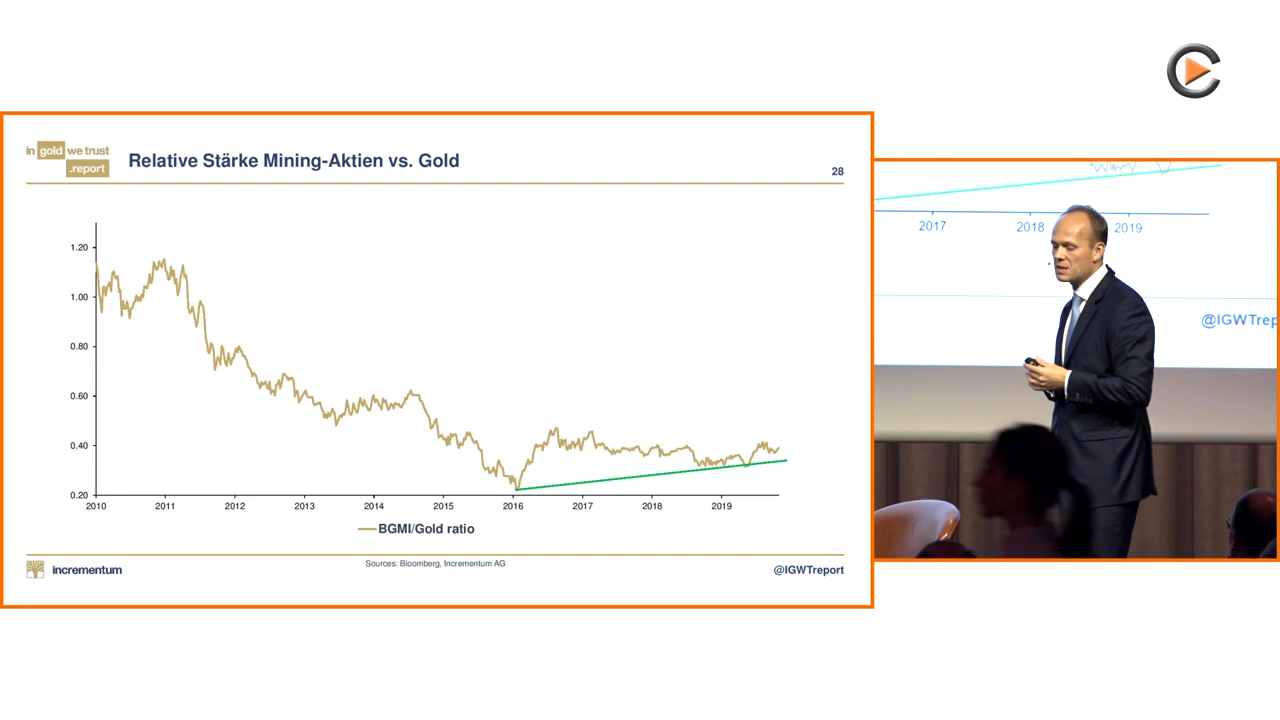 in gold we trust
.report
Relative Stärke Mining-Aktien vs. Gold
28
1.20
1.00
0.80
0.60
0.40
0.20
2010 2011 2012 2013 2014 2015 2016 2017 2018 2019
BGMI/Gold ratio
Sources: Bloomberg, Incrementum AG
incrementum
@IGWTreport
2017 2018 2019
@IGWTrep